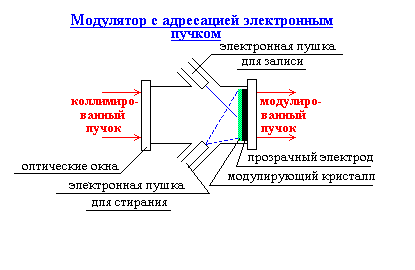 Модулятор с адресацией электронным
пучком
электронная пушка
для записи
коллимиро-
ванный
пучок
модулиро-
ванный
пучок
прозрачный электрод
оптические окна
модулирующий кристалл
электронная пушка
для стирания